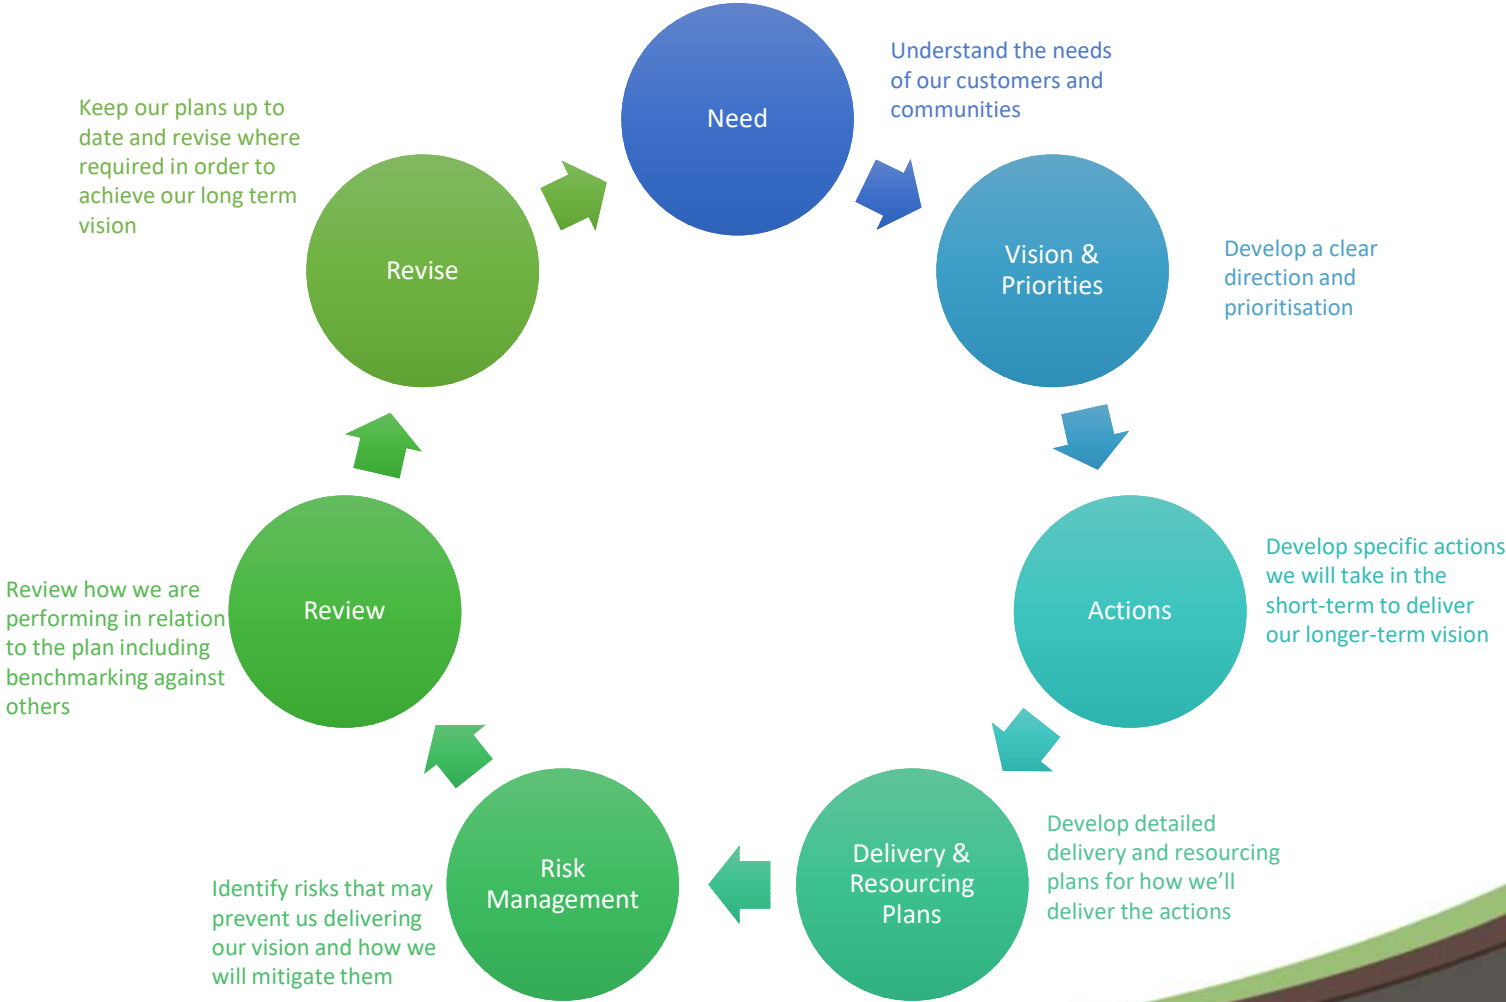 Need
Understand the needs
of our customers and
communities
Vision &
Priorities
Develop a clear
direction and
prioritisation
Actions
Develop specific actions
we will take in the
short-term to deliver
our longer-term vision
Delivery &
Resourcing
Plans
Develop detailed
delivery and resourcing
plans for how we’ll
deliver the actions
Risk
Management
Identify risks that may
prevent us delivering
our vision and how we
will mitigate them
Review
Review how we are
performing in relation
to the plan including
benchmarking against
others
Revise
Keep our plans up to
date and revise where
required in order to
achieve our long term
vision